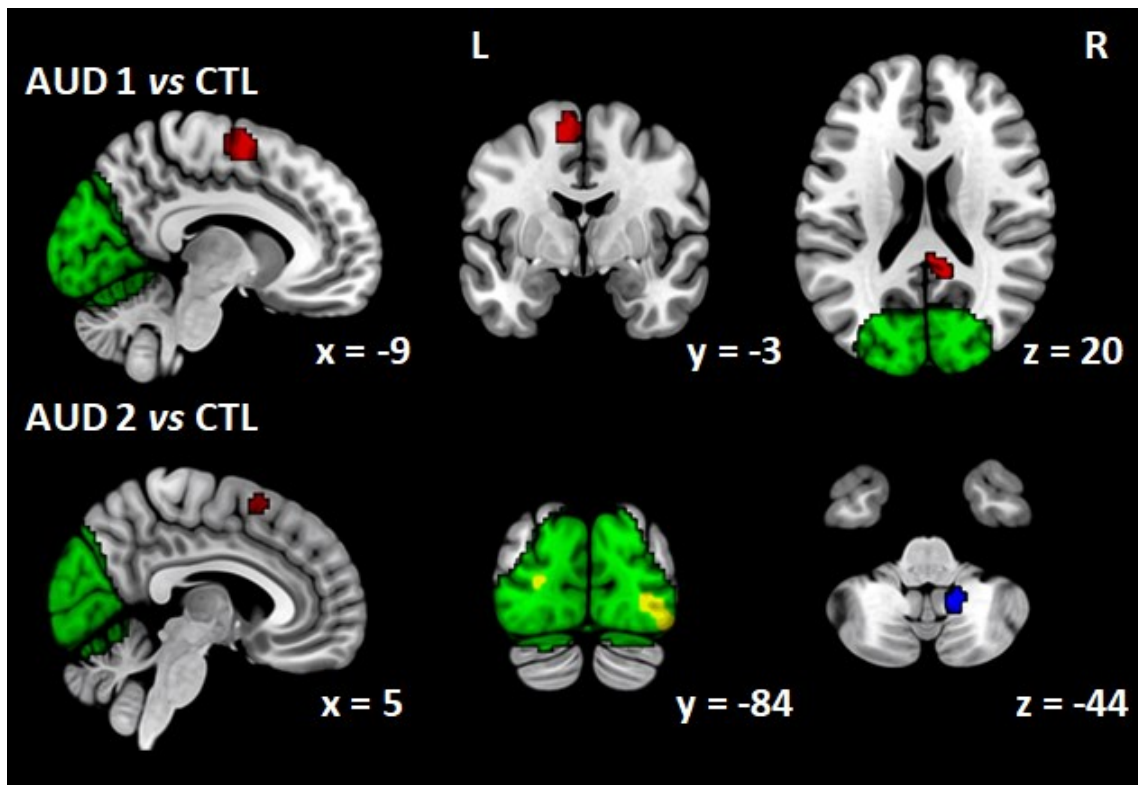 L
R
AUD 1 vs CTL
x = -9
y = -3
z = 20
AUD 2 vs CTL
x = 5
y = -84
z = -44